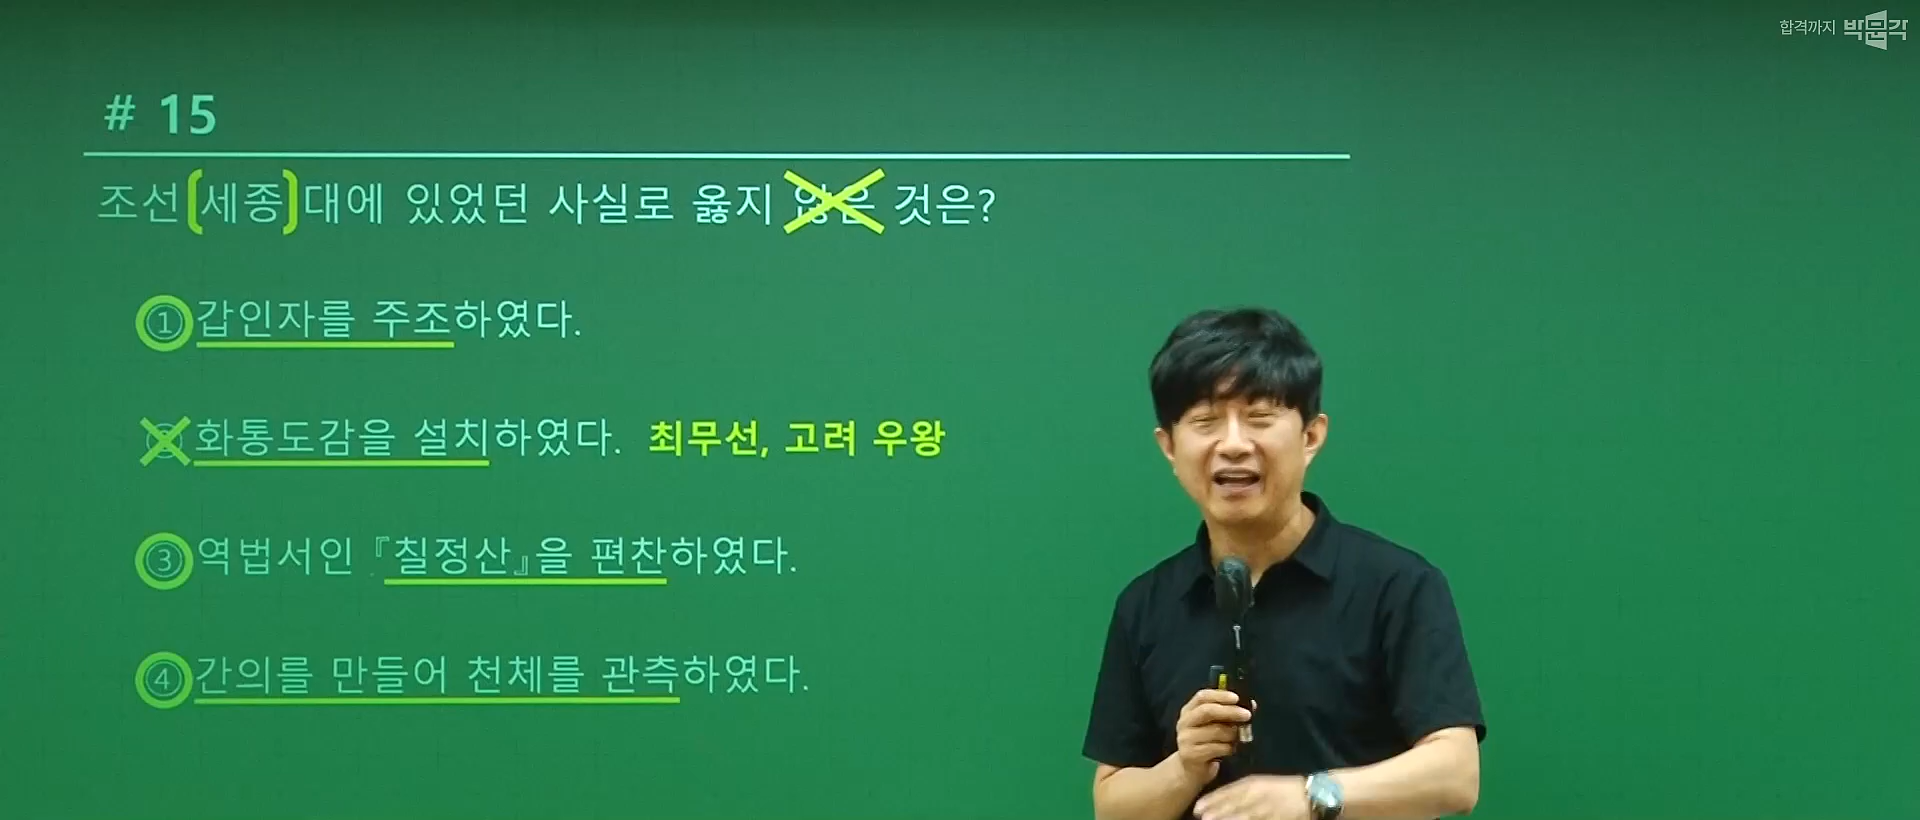 합격까지 박문각
# 15
조선(세종)대에 있었던 사실로 옳지 않은 것은?
① 갑인자를 주조하였다.
② 화통도감을 설치하였다. 최무선, 고려 우왕
③ 역법서인 『칠정산』을 편찬하였다.
④ 간의를 만들어 천체를 관측하였다.